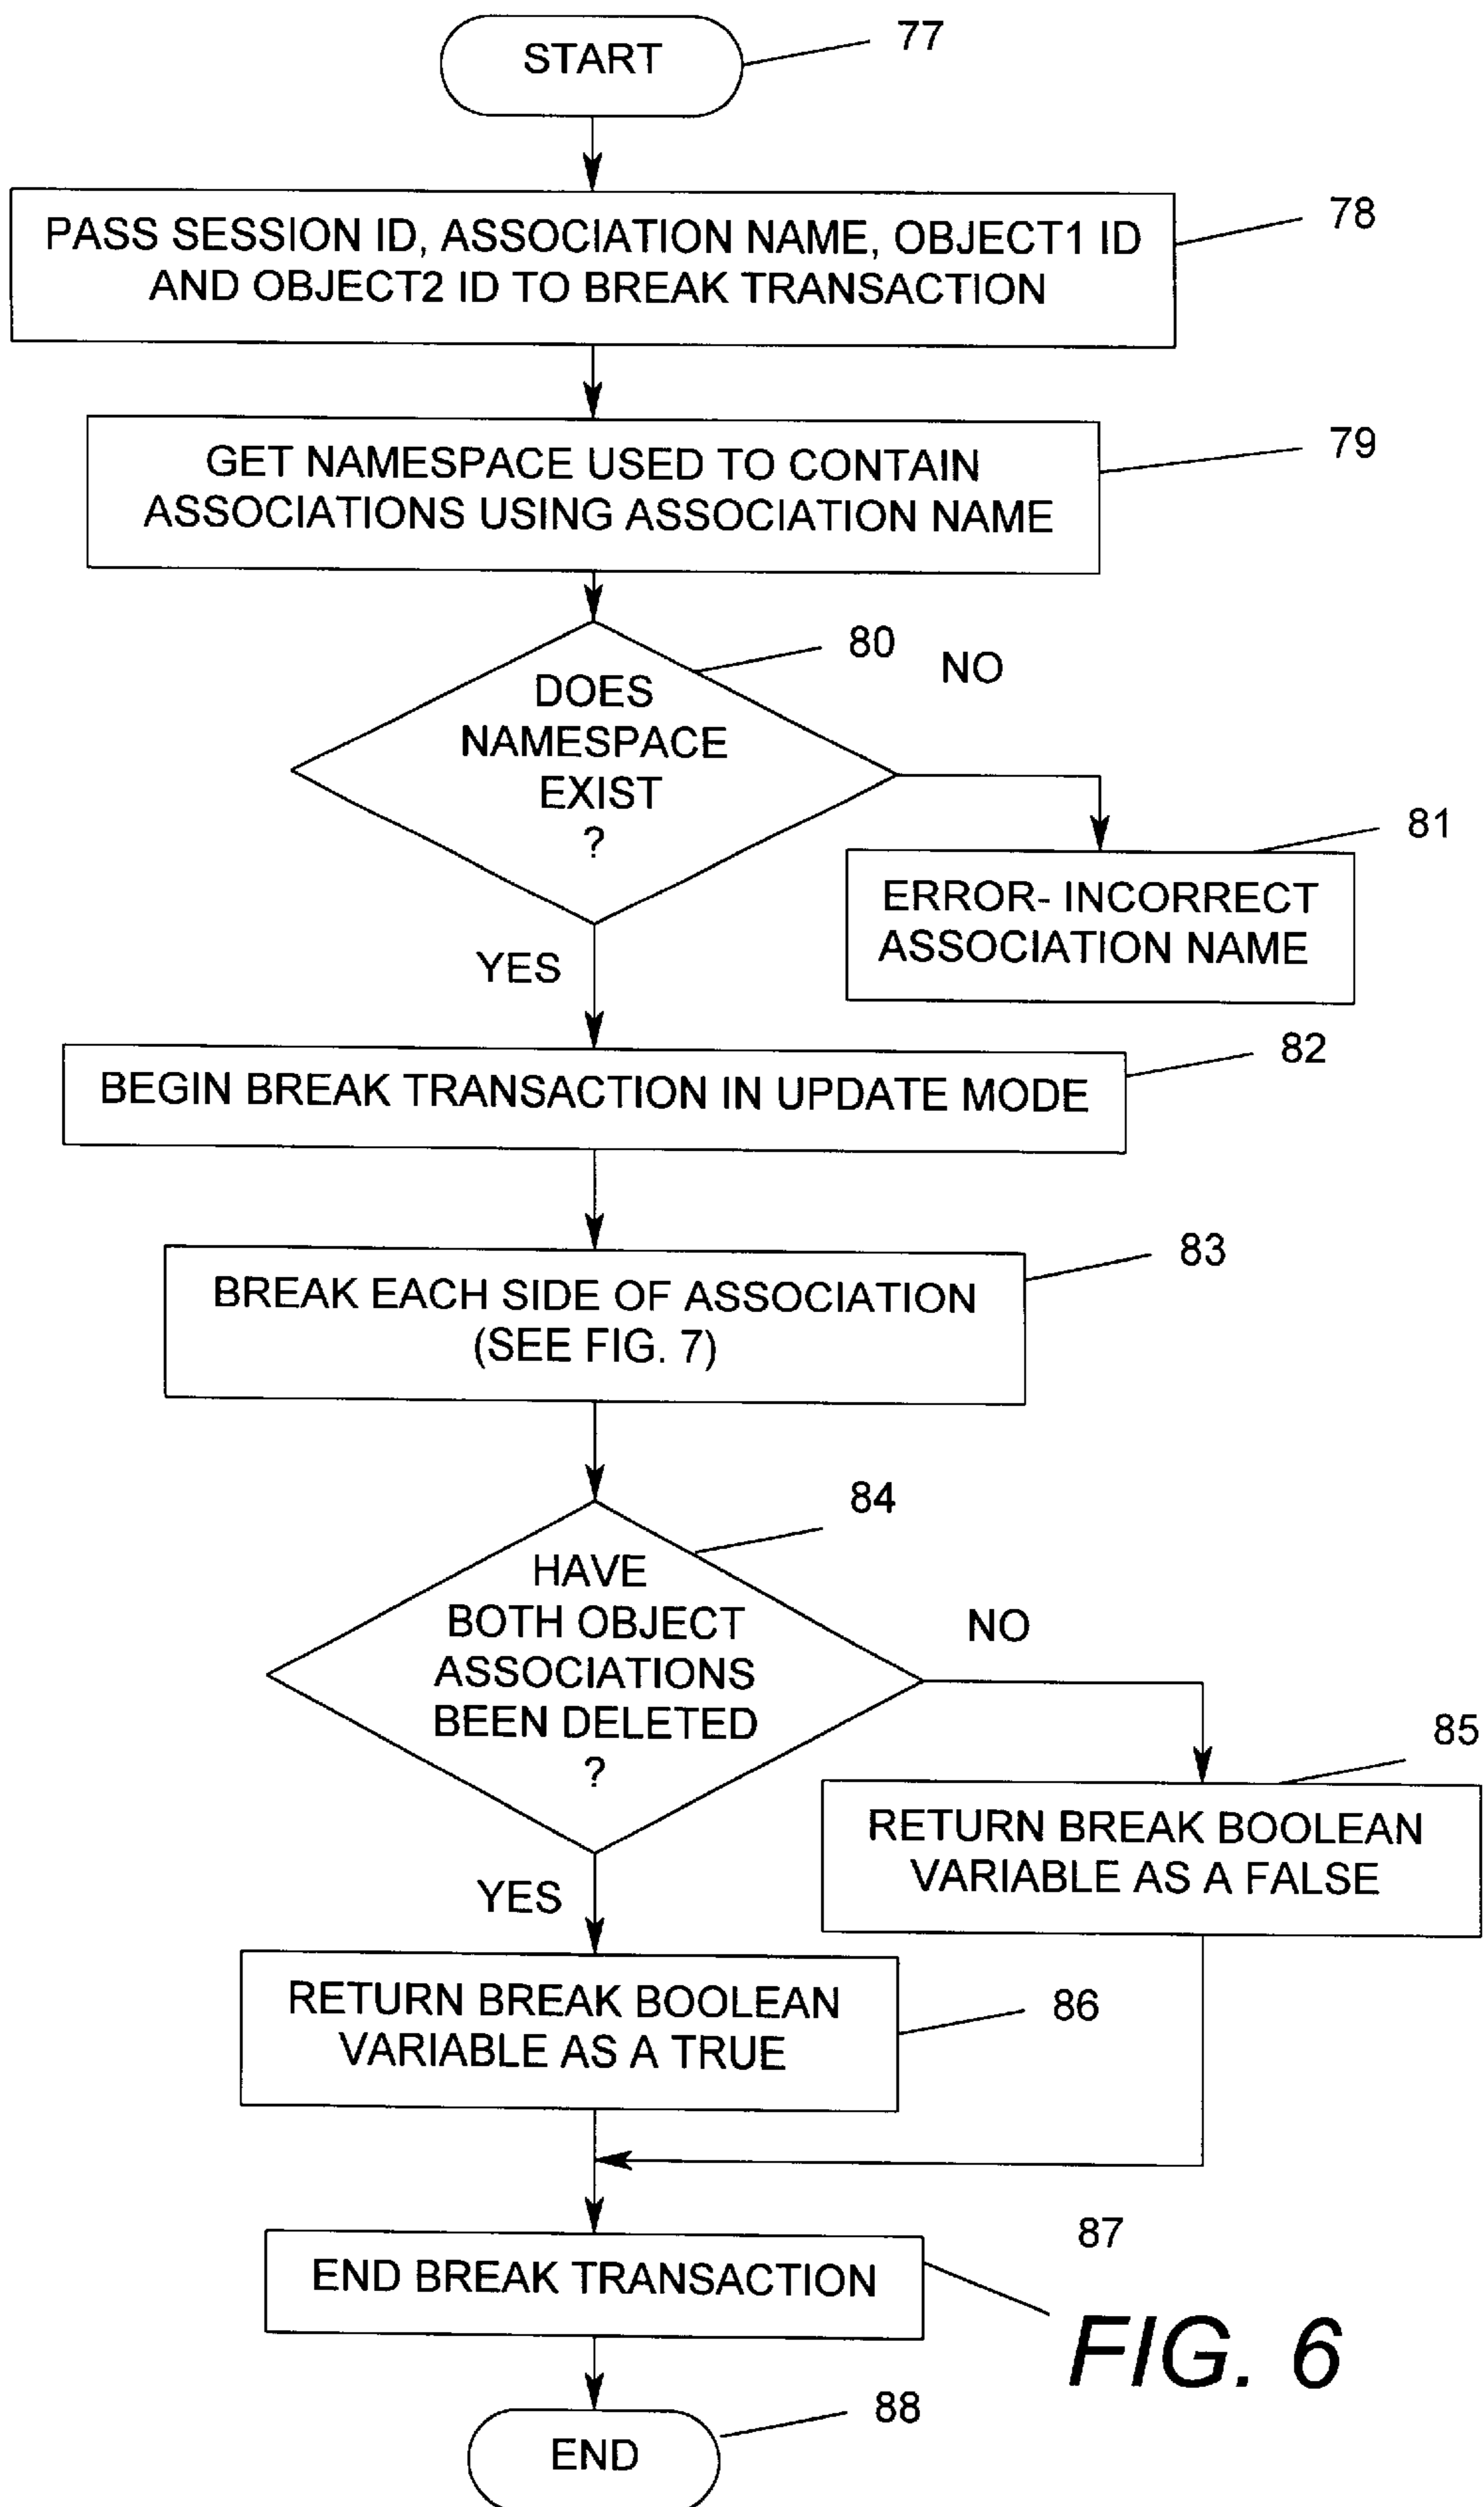 START
77
PASS SESSION ID, ASSOCIATION NAME, OBJECT1 ID
AND OBJECT2 ID TO BREAK TRANSACTION
78
GET NAMESPACE USED TO CONTAIN
ASSOCIATIONS USING ASSOCIATION NAME
79
DOES
NAMESPACE
EXIST
?
80
NO
ERROR- INCORRECT
ASSOCIATION NAME
81
YES
BEGIN BREAK TRANSACTION IN UPDATE MODE
82
BREAK EACH SIDE OF ASSOCIATION
(SEE FIG. 7)
83
HAVE
BOTH OBJECT
ASSOCIATIONS
BEEN DELETED
?
84
NO
RETURN BREAK BOOLEAN
VARIABLE AS A FALSE
85
YES
RETURN BREAK BOOLEAN
VARIABLE AS A TRUE
86
END BREAK TRANSACTION
87
FIG. 6
END
88